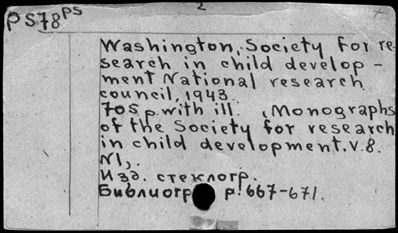 PS78PS
2
Washington, Society for re-
search in child develop-
ment National research
council, 1943.
705 p. with ill. (Monographs
of the Society for research
in child development. v. 8.
N1).
Изд. стеклогр.
Библиогр p. 667-671.